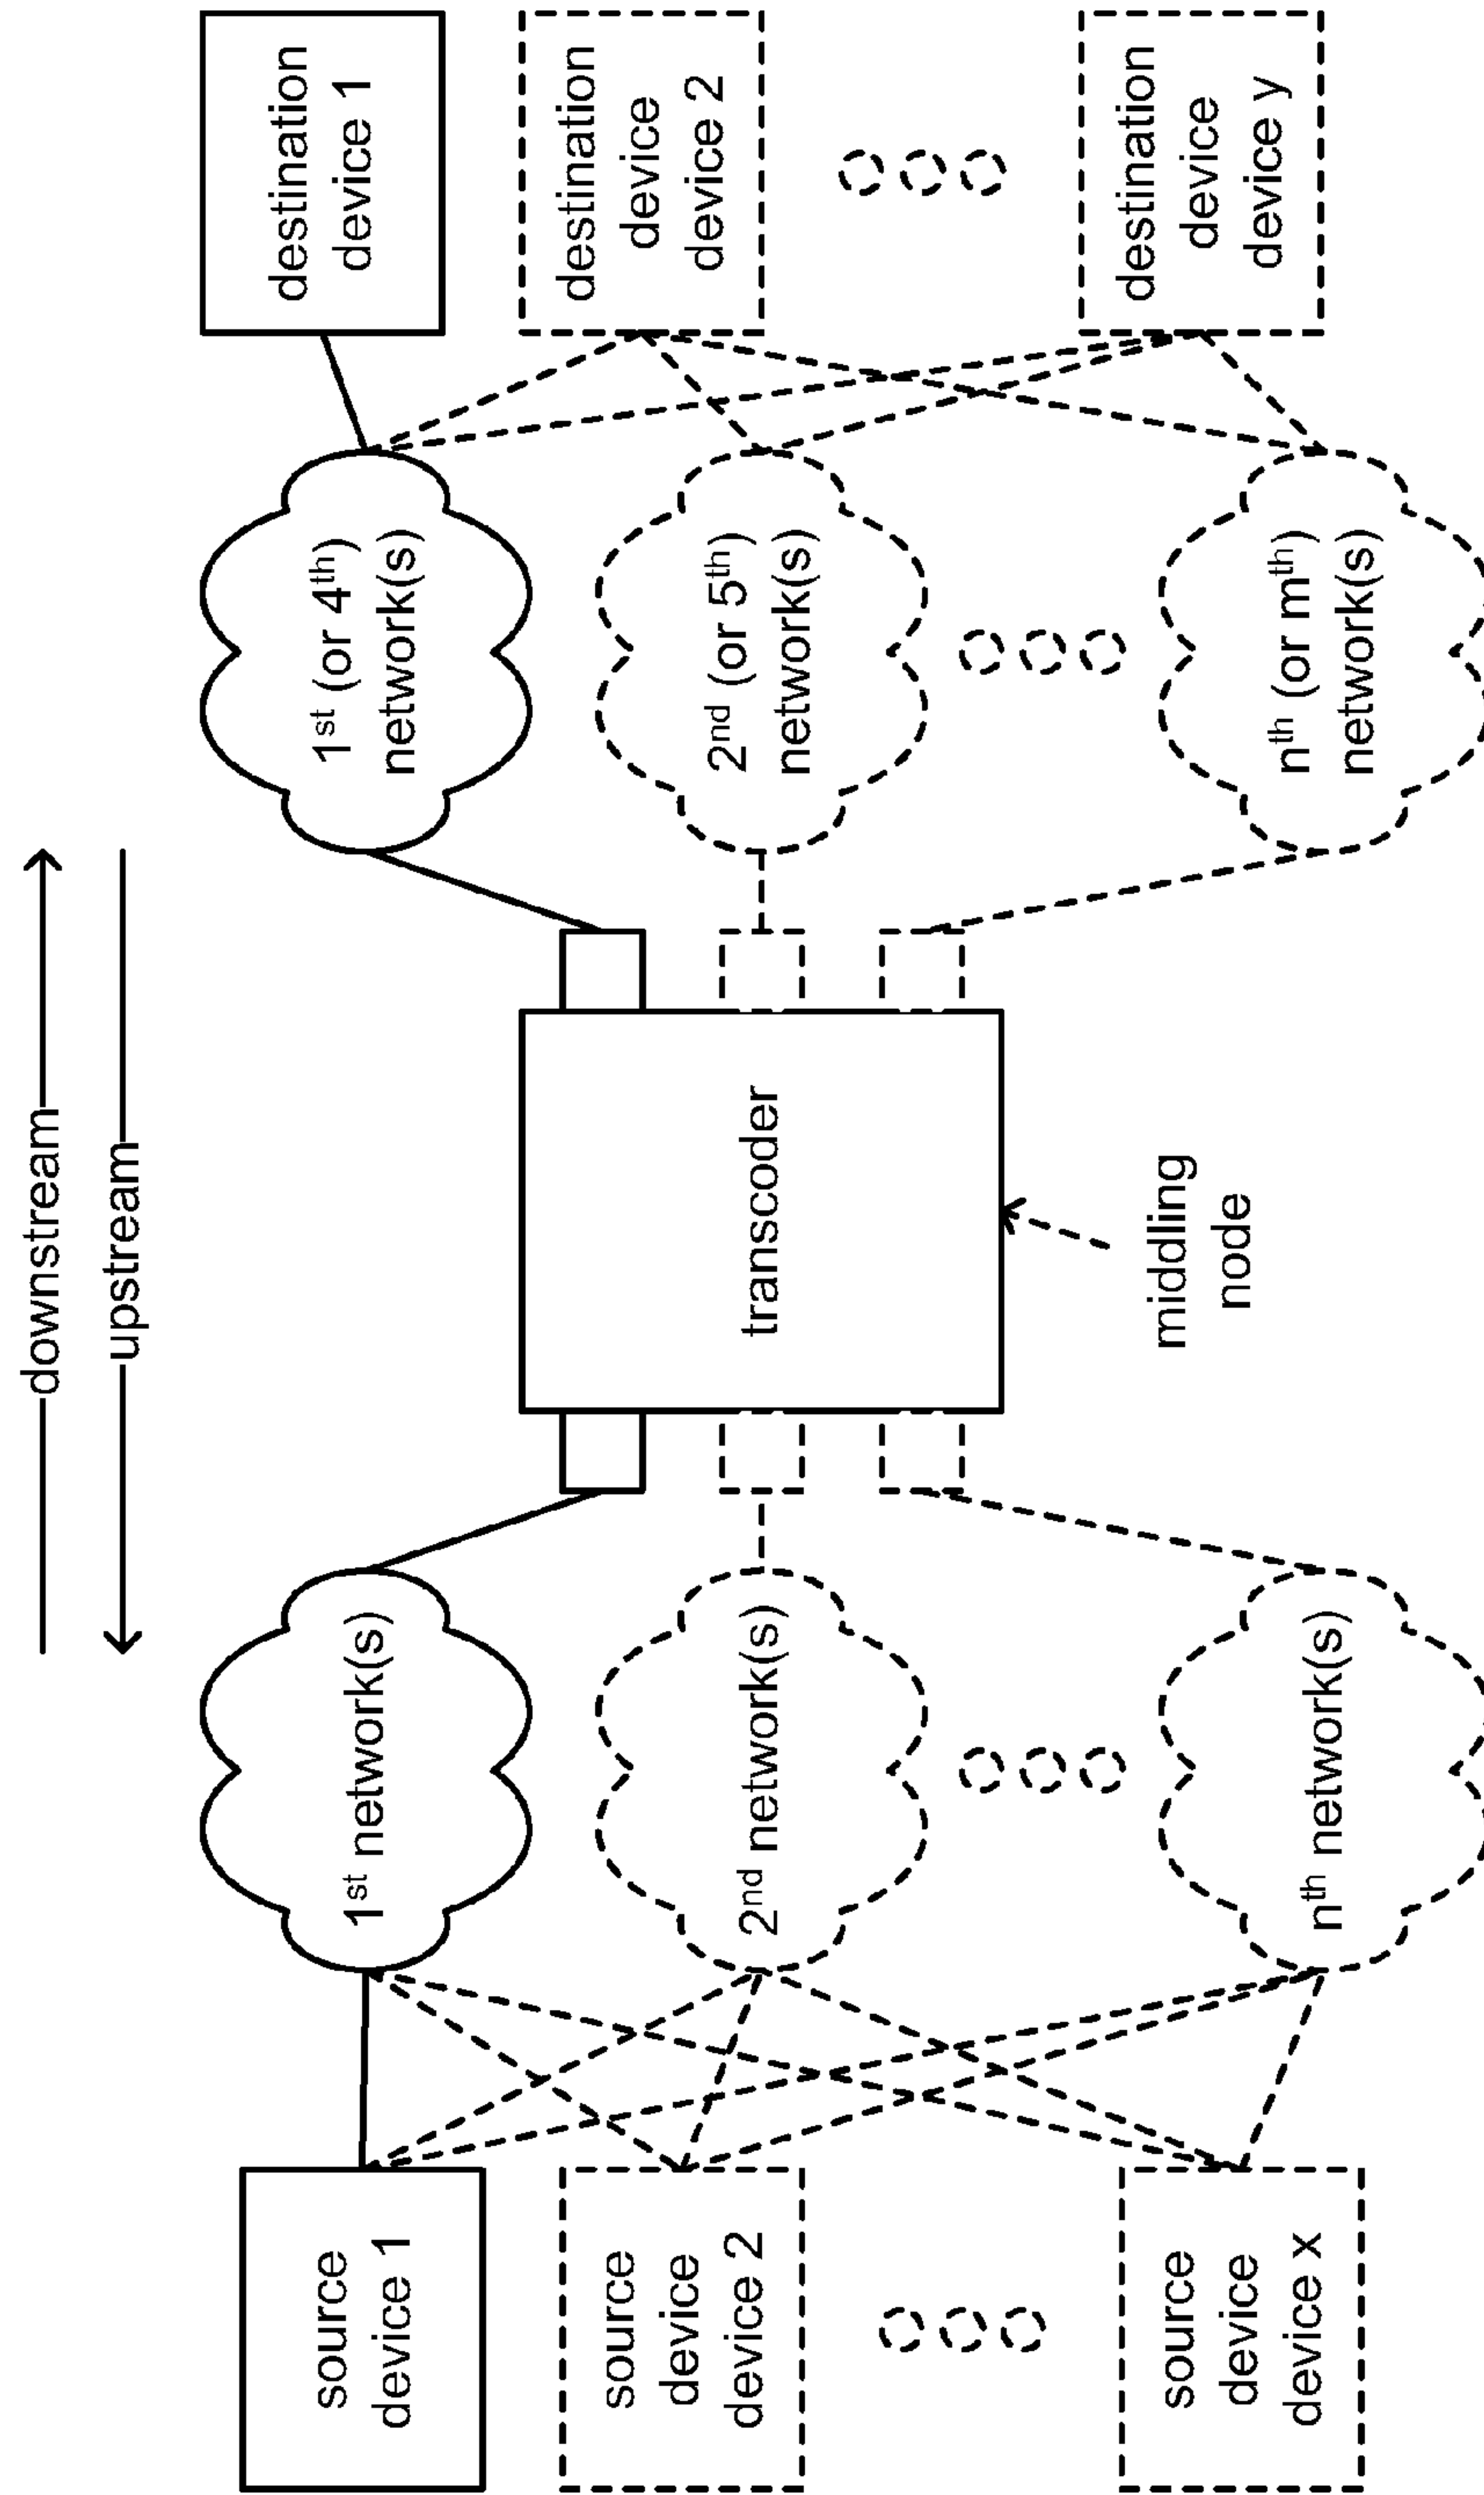 downstream
upstream
source
device 1
source
device
device 2
source
device
device x
1st network(s)
2nd network(s)
nth network(s)
transcoder
middling
node
1st (or 4th)
network(s)
2nd (or 5th)
network(s)
nth (or mth)
network(s)
destination
device 1
destination
device
device 2
destination
device
device y